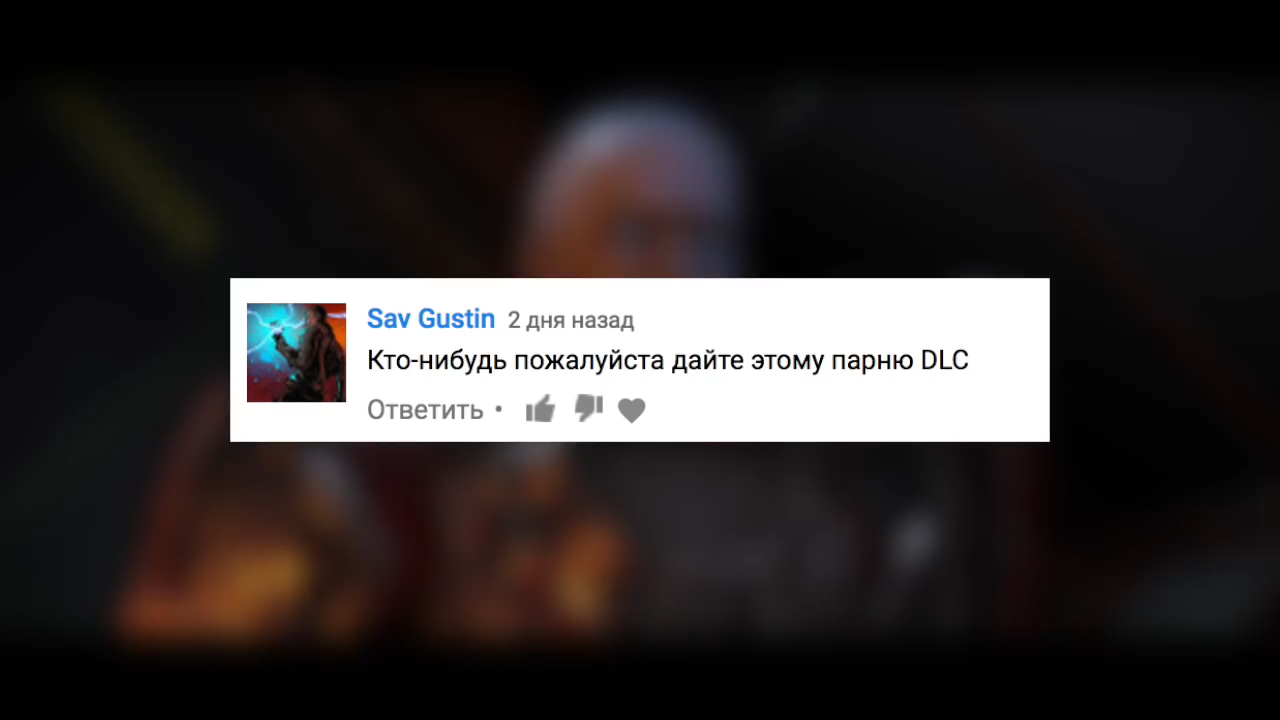 Sav Gustin 2 дня назад
Кто-нибудь пожалуйста дайте этому парню DLC
Ответить •